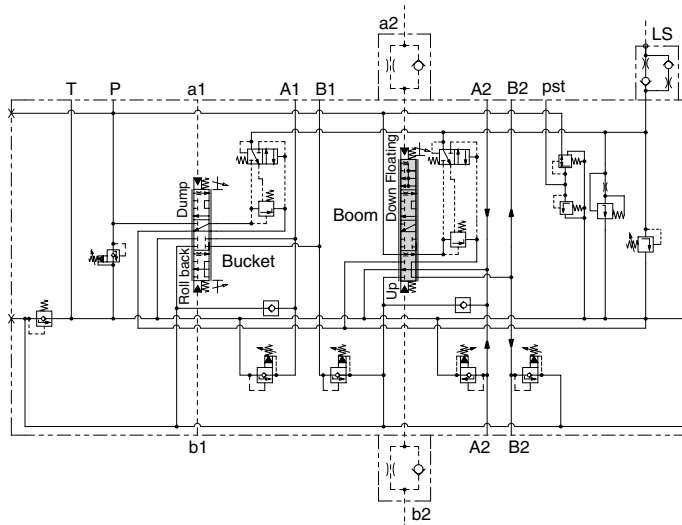 a2
LS
T P a1 A1 B1 A2 B2 pst
Dump
Down Floating
Boom
Bucket
Roll back
Up
b1 A2 B2
b2